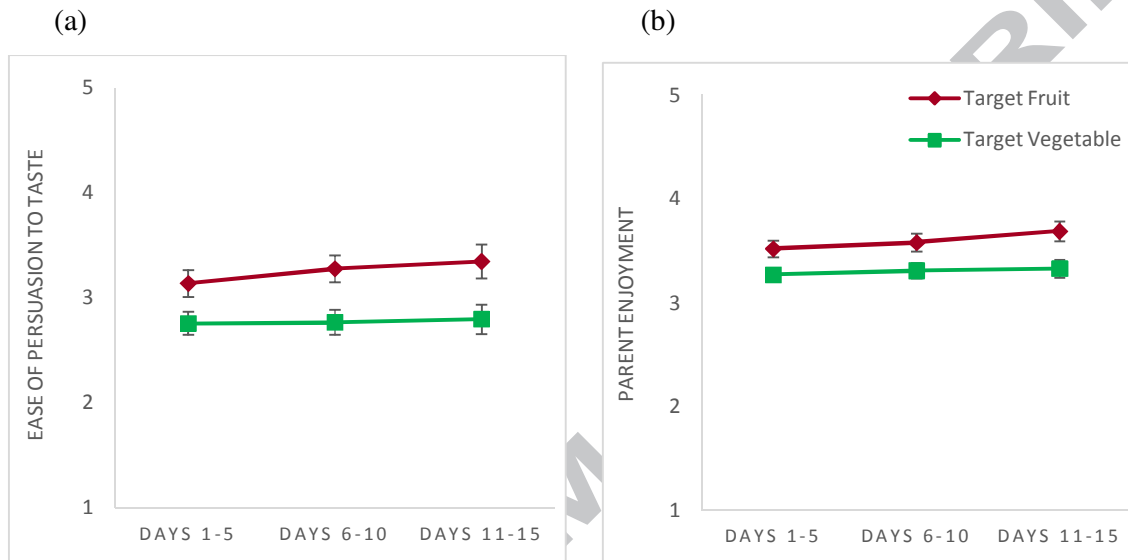 (a)
(b)
EASE OF PERSUASION TO TASTE
5
4
3
2
1
DAYS 1-5 DAYS 6-10 DAYS 11-15
PARENT ENJOYMENT
5
4
3
2
1
Target Fruit
Target Vegetable
DAYS 1-5 DAYS 6-10 DAYS 11-15